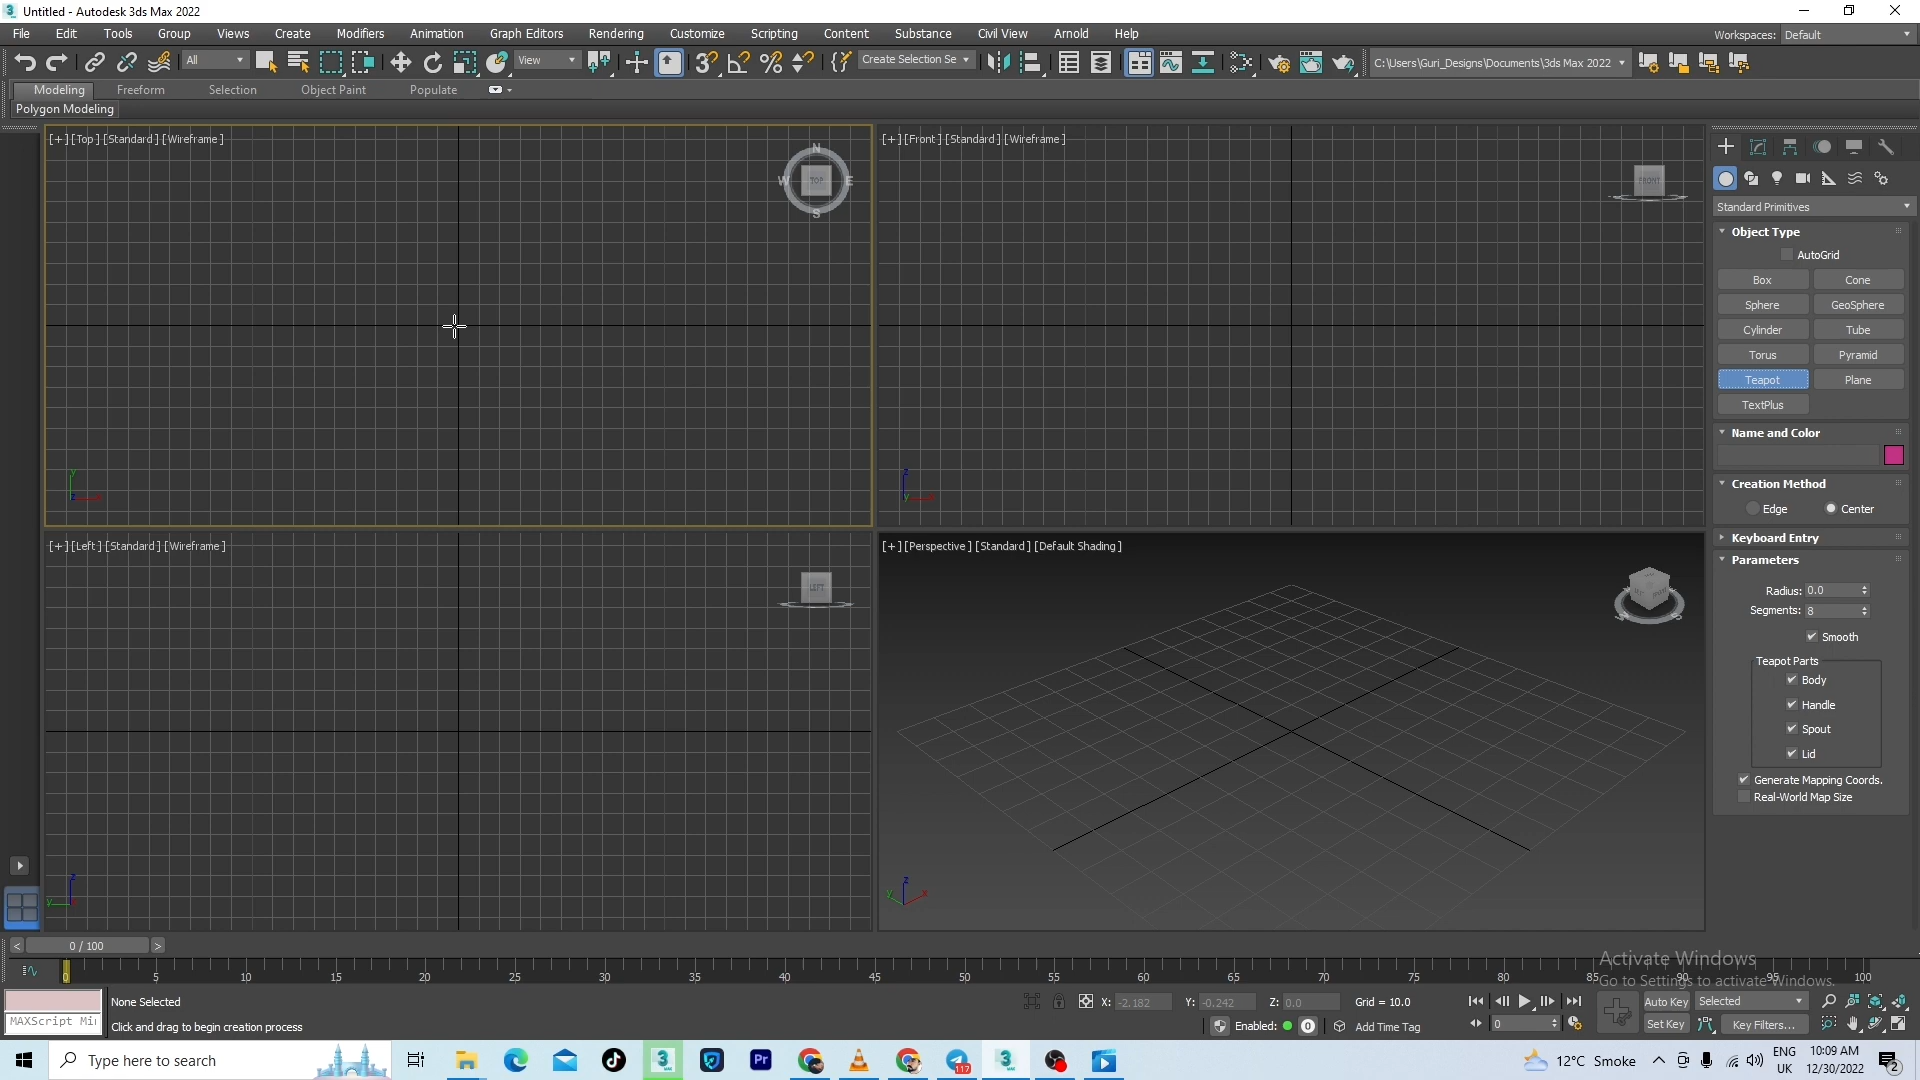 Untitled - Autodesk 3ds Max 2022
File Edit Tools Group Views Create Modifiers Animation Graph Editors Rendering Customize Scripting Content Substance Civil View Arnold Help
Workspaces: Default
All View Create Selection Se C:\Users\Guri_Designs\Documents\3ds Max 2022
Modeling Freeform Selection Object Paint Populate
Polygon Modeling
[+] [Top] [Standard] [Wireframe]
N
W TOP E
S
[+] [Front] [Standard] [Wireframe]
FRONT
[+] [Left] [Standard] [Wireframe]
LEFT
[+] [Perspective] [Standard] [Default Shading]
Standard Primitives
Object Type
AutoGrid
Box Cone
Sphere GeoSphere
Cylinder Tube
Torus Pyramid
Teapot Plane
TextPlus
Name and Color
Creation Method
Edge Center
Keyboard Entry
Parameters
Radius: 0.0
Segments: 8
Smooth
Teapot Parts
Body
Handle
Spout
Lid
Generate Mapping Coords.
Real-World Map Size
< 0 / 100 >
0 5 10 15 20 25 30 35 40 45 50 55 60 65 70 75 80 85 90 95 100
Activate Windows
Go to Settings to activate Windows.
None Selected
MAXScript Mi
Click and drag to begin creation process
X: -2.182 Y: -0.242 Z: 0.0 Grid = 10.0
Enabled: 0 Add Time Tag
0
Auto Key Selected
Set Key Key Filters...
Type here to search
117
12°C Smoke
ENG
UK
10:09 AM
12/30/2022
2